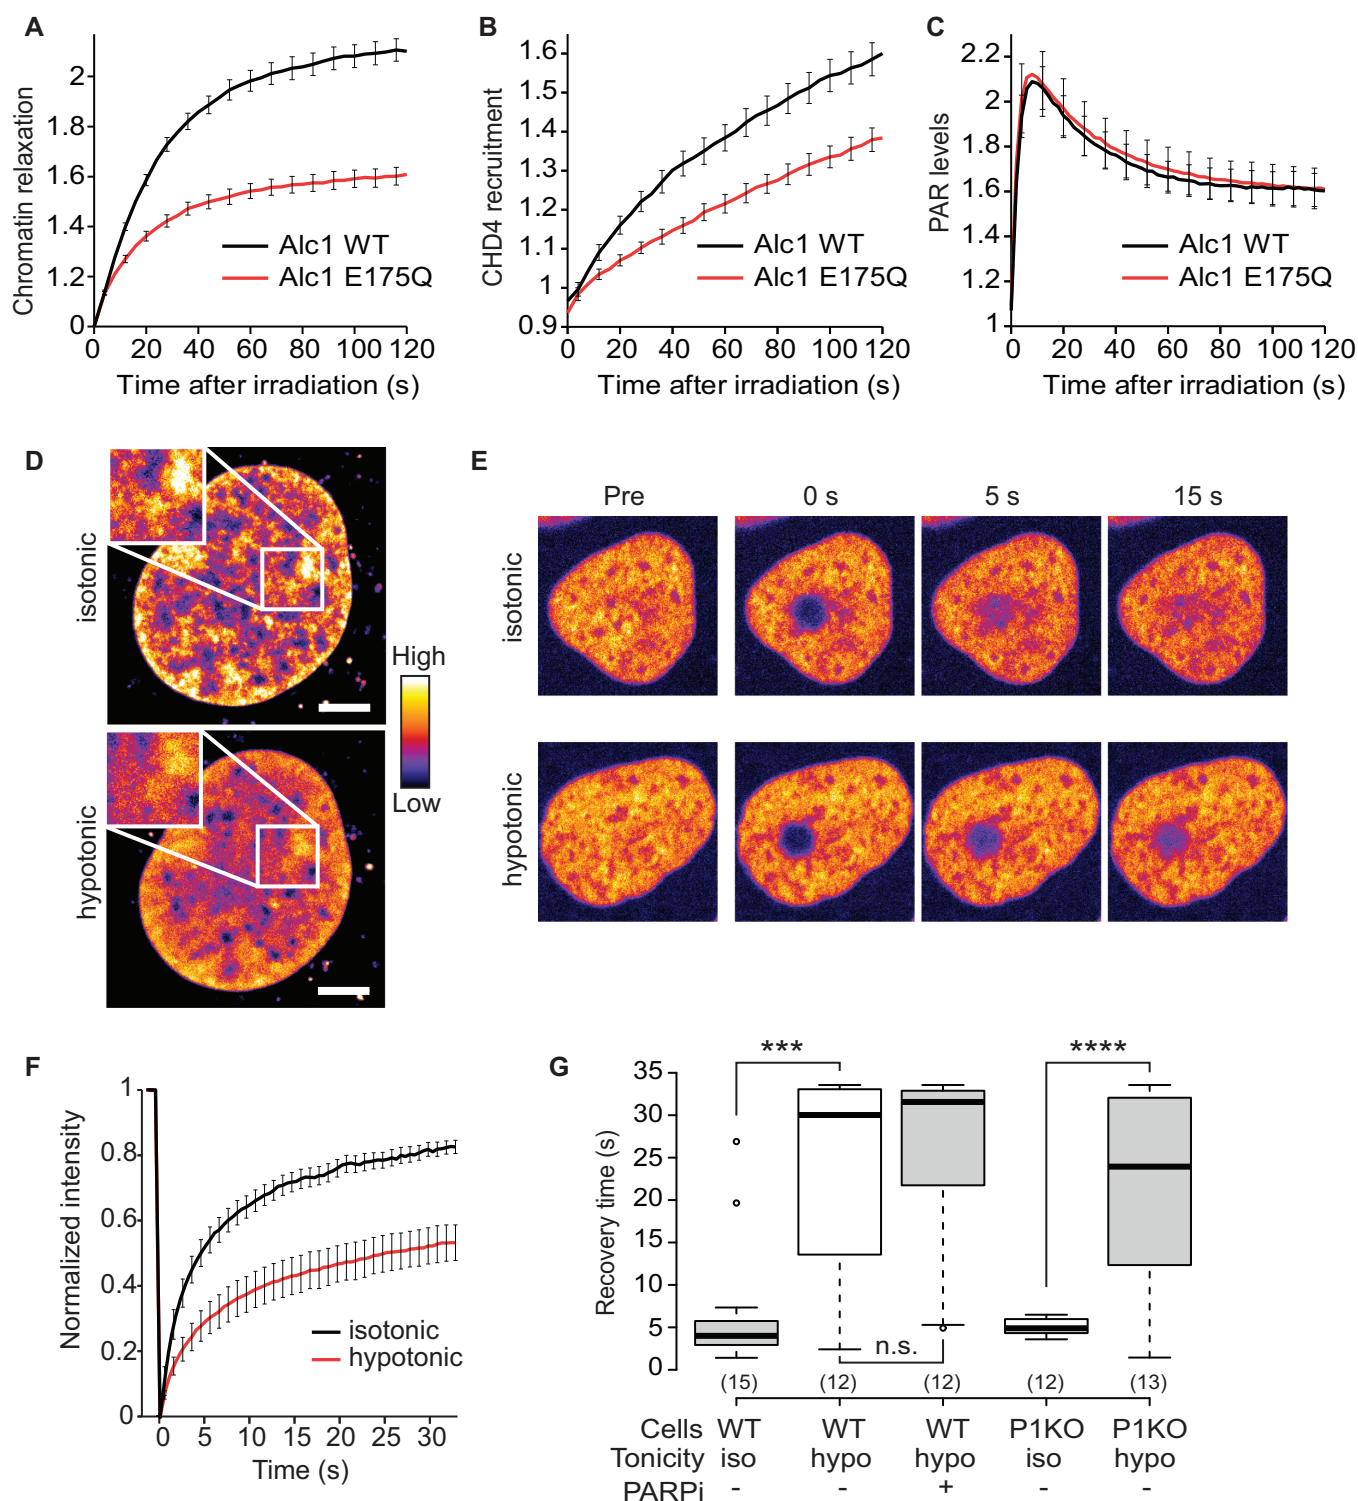 A
Chromatin relaxation
2
1.8
1.6
1.4
1.2
0
0 20 40 60 80 100 120
Time after irradiation (s)
Alc1 WT
Alc1 E175Q
B
CHD4 recruitment
1.6
1.5
1.4
1.3
1.2
1.1
1
0.9
0 20 40 60 80 100 120
Time after irradiation (s)
Alc1 WT
Alc1 E175Q
C
PAR levels
2.2
2
1.8
1.6
1.4
1.2
1
0 20 40 60 80 100 120
Time after irradiation (s)
Alc1 WT
Alc1 E175Q
D
isotonic
hypotonic
High
Low
E
Pre 0 s 5 s 15 s
isotonic
hypotonic
F
Normalized intensity
1
0.8
0.6
0.4
0.2
0
0 5 10 15 20 25 30
Time (s)
isotonic
hypotonic
G
Recovery time (s)
35
30
25
20
15
10
5
0
*** ****
n.s.
(15) (12) (12) (12) (13)
Cells WT WT WT P1KO P1KO
Tonicity iso hypo hypo iso hypo
PARPi - - + - -